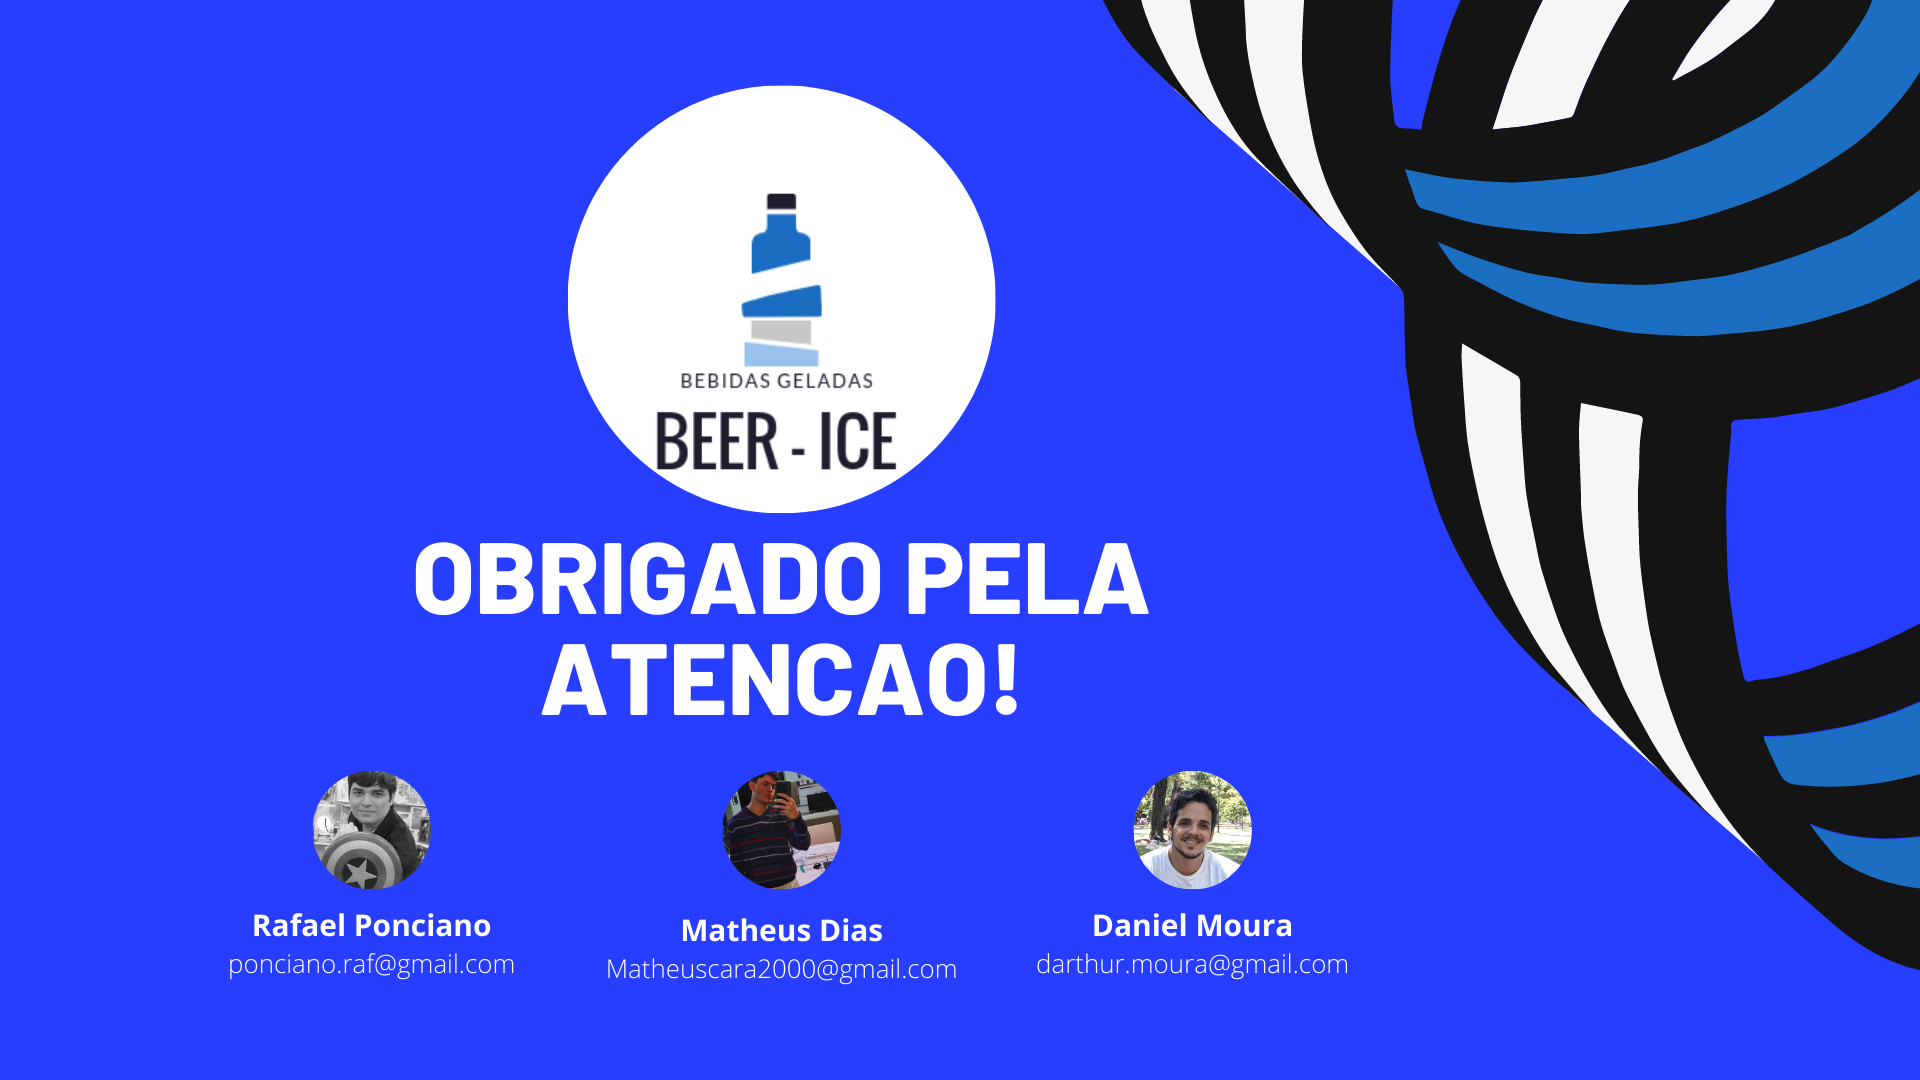 BEBIDAS GELADAS
BEER - ICE
OBRIGADO PELA
ATENCAO!
Rafael Ponciano
ponciano.raf@gmail.com
Matheus Dias
Matheuscara2000@gmail.com
Daniel Moura
darthur.moura@gmail.com